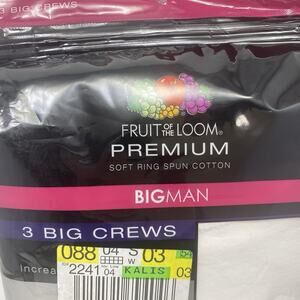 3 BIG CREWS
FRUIT OF THE LOOM®
PREMIUM
SOFT RING SPUN COTTON
BIGMAN
3 BIG CREWS
088 04 S 03
W
2241 04 KALIS 03
Increa